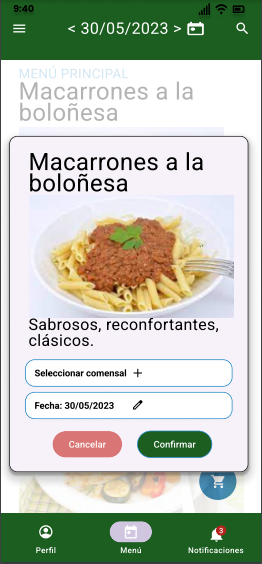 9:40
< 30/05/2023 >
MENÚ PRINCIPAL
Macarrones a la
boloñesa
Macarrones a la
boloñesa
Sabrosos, reconfortantes,
clásicos.
Seleccionar comensal +
Fecha: 30/05/2023
Cancelar Confirmar
3
Perfil Menú Notificaciones